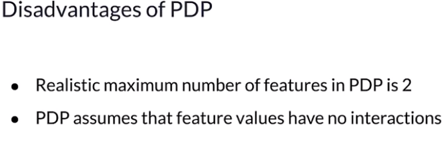 Disadvantages of PDP
• Realistic maximum number of features in PDP is 2
• PDP assumes that feature values have no interactions